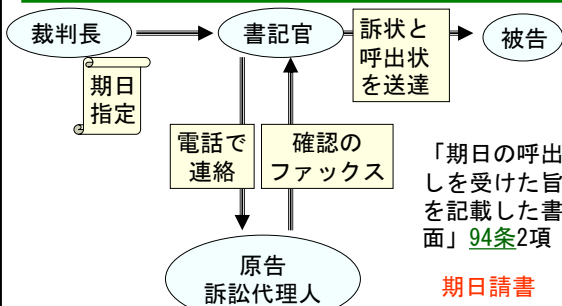 裁判長
書記官
訴状と
呼出状
を送達
被告
期日
指定
電話で
連絡
確認の
ファックス
「期日の呼出
しを受けた旨
を記載した書
面」94条2項
原告
訴訟代理人
期日請書